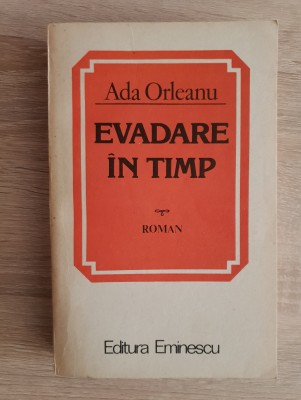 Ada Orleanu
EVADARE
ÎN TIMP
ROMAN
Editura Eminescu